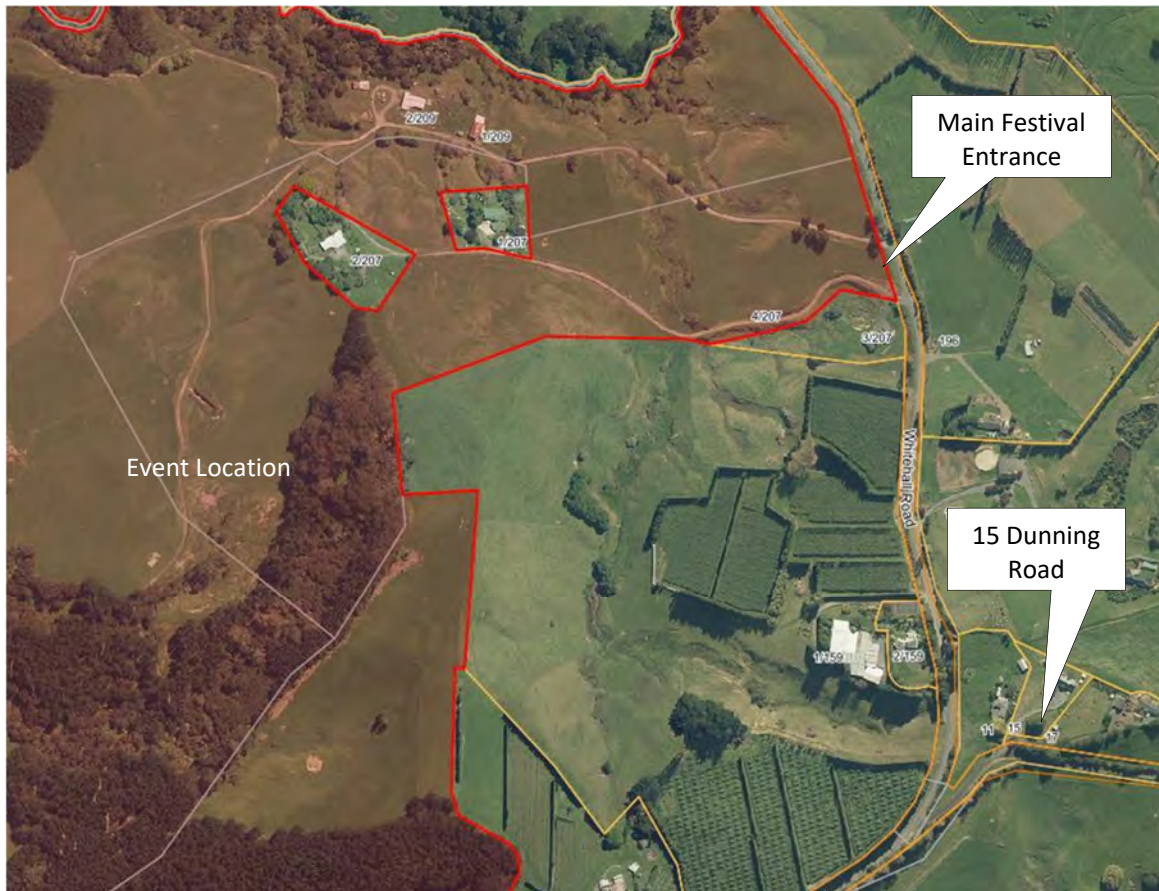 Main Festival
Entrance
2/209
1/209
1/207
2/207
4/207
3/207
196
Whitehall Road
Event Location
15 Dunning
Road
1/159
2/159
11
15
17